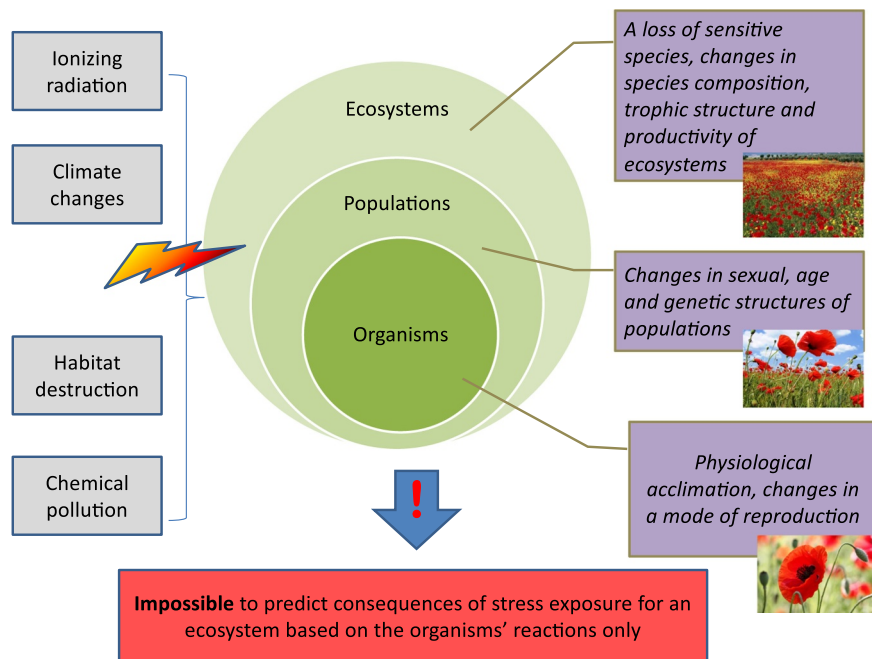 Ionizing
radiation
Climate
changes
Habitat
destruction
Chemical
pollution
Ecosystems
Populations
Organisms
A loss of sensitive
species, changes in
species composition,
trophic structure and
productivity of
ecosystems
Changes in sexual, age
and genetic structures of
populations
Physiological
acclimation, changes in
a mode of reproduction
!
Impossible to predict consequences of stress exposure for an
ecosystem based on the organisms’ reactions only